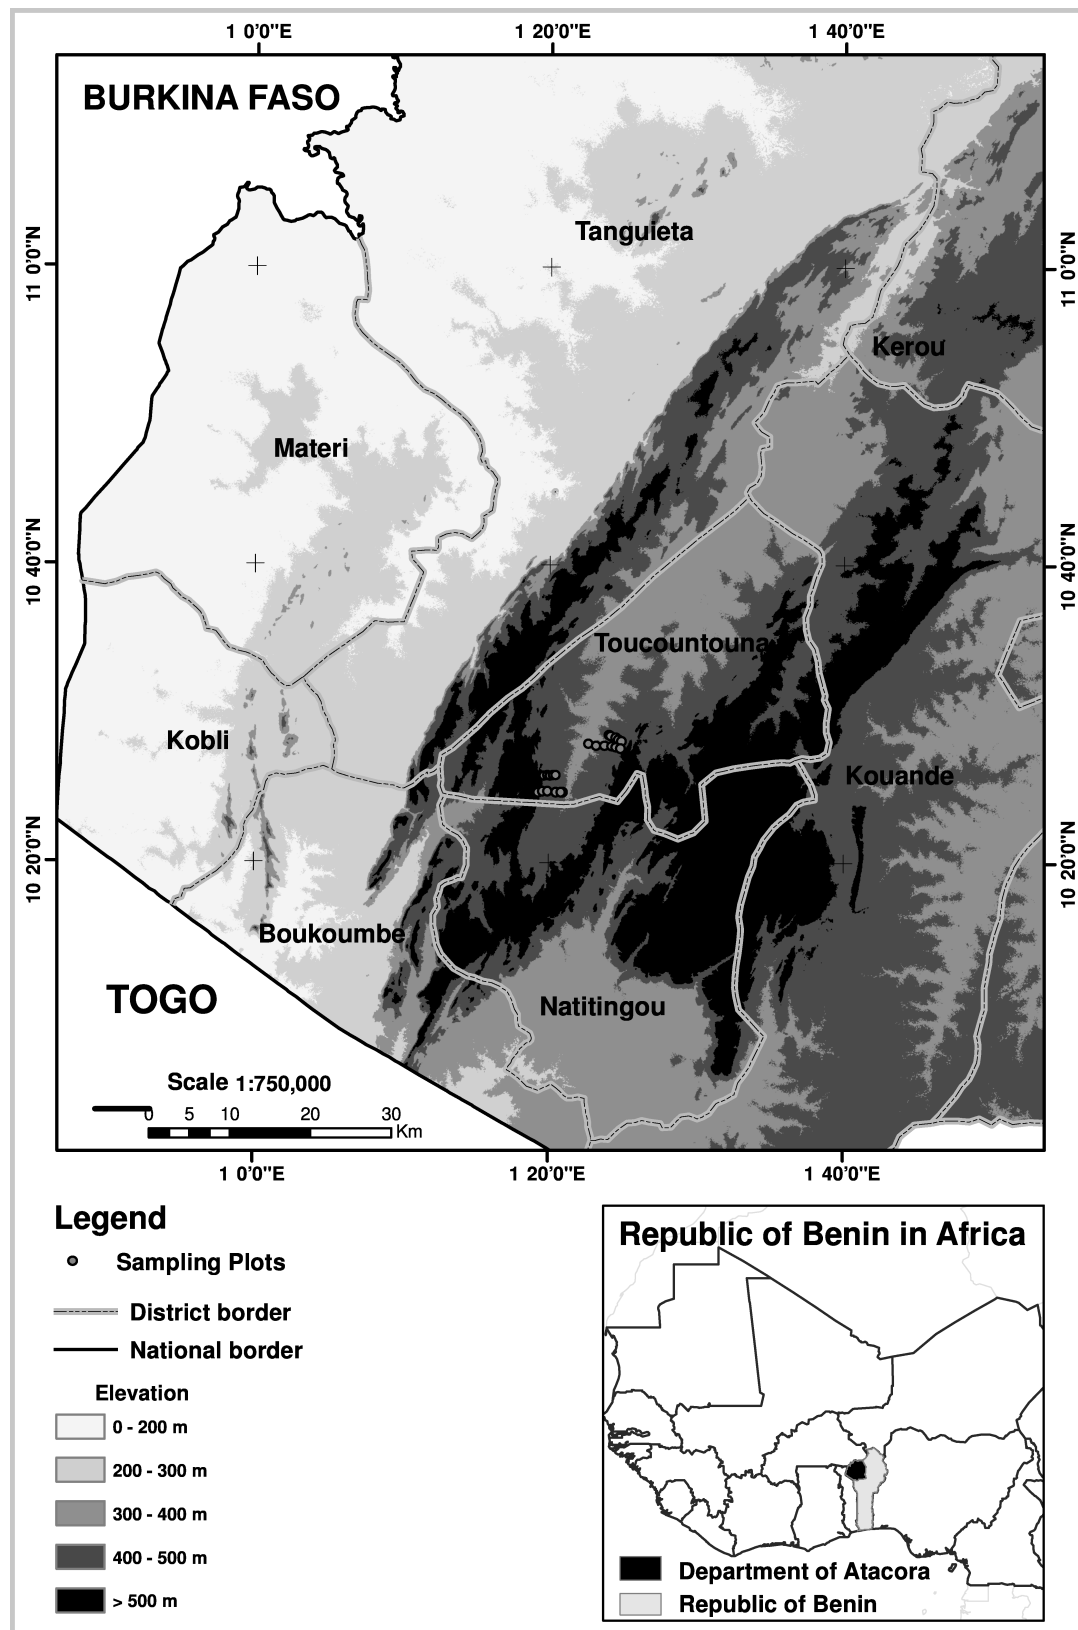 1 0'0"E 1 20'0"E 1 40'0"E
BURKINA FASO
Tanguieta
11 0'0"N
11 0'0"N
Kerou
Materi
10 40'0"N
10 40'0"N
Toucountouna
Kobli
Kouande
10 20'0"N
10 20'0"N
Boukoumbe
TOGO
Natitingou
Scale 1:750,000
0 5 10 20 30
Km
1 0'0"E 1 20'0"E 1 40'0"E
Legend
Sampling Plots
District border
National border
Elevation
0 - 200 m
200 - 300 m
300 - 400 m
400 - 500 m
> 500 m
Republic of Benin in Africa
Department of Atacora
Republic of Benin